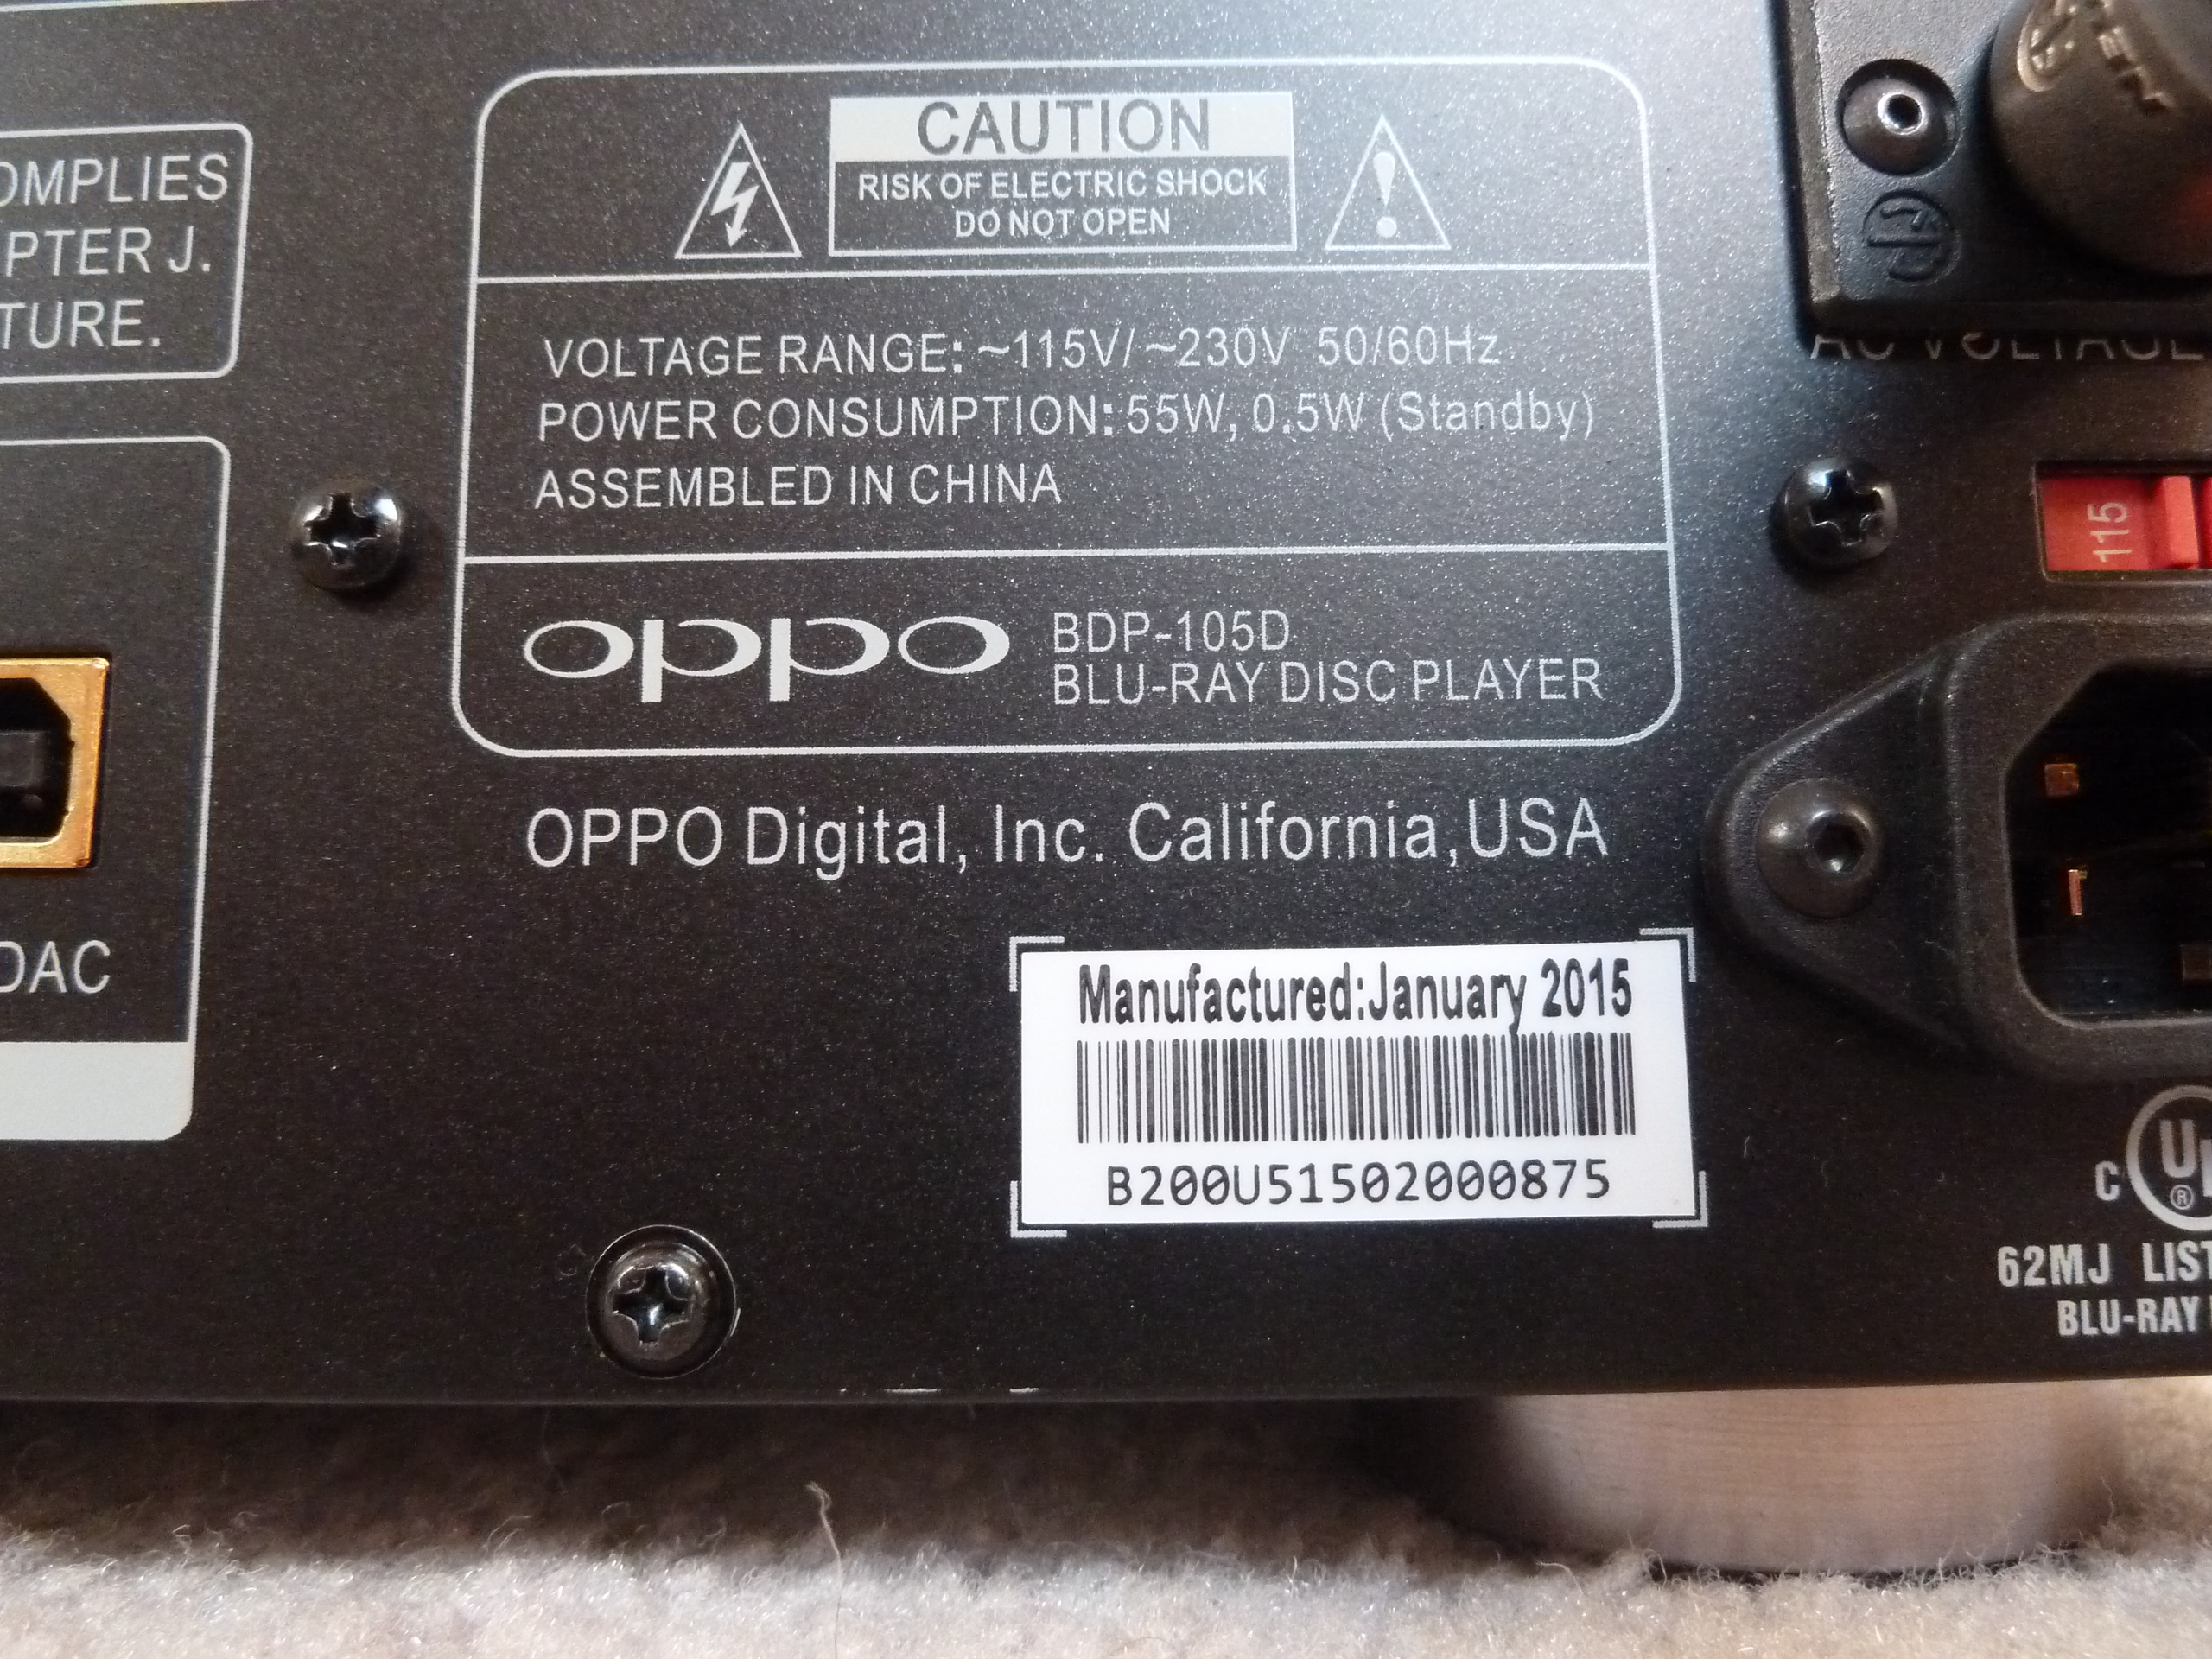 CAUTION
RISK OF ELECTRIC SHOCK
DO NOT OPEN
OMPLIES
PTER J.
TURE.
VOLTAGE RANGE: ~115V/ ~230V 50/60Hz
POWER CONSUMPTION: 55W, 0.5W (Standby)
ASSEMBLED IN CHINA
AC VOLTAGE
115
oppo BDP-105D
BLU-RAY DISC PLAYER
OPPO Digital, Inc. California,USA
DAC
Manufactured:January 2015
B200U51502000875
C U ®
62MJ LIST
BLU-RAY